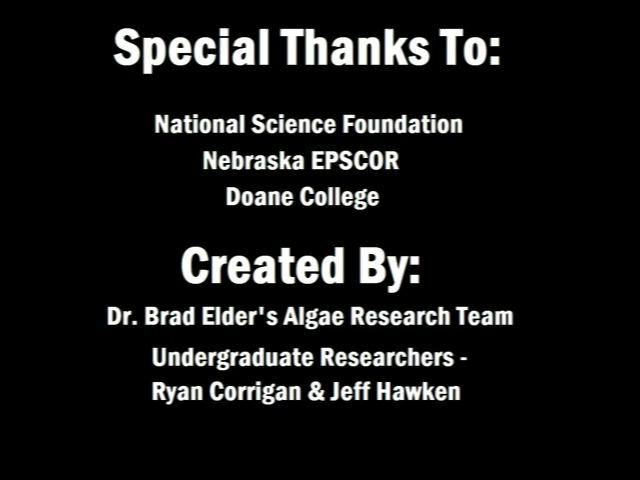 Special Thanks To:
National Science Foundation
Nebraska EPSCOR
Doane College
Created By:
Dr. Brad Elder's Algae Research Team
Undergraduate Researchers -
Ryan Corrigan & Jeff Hawken